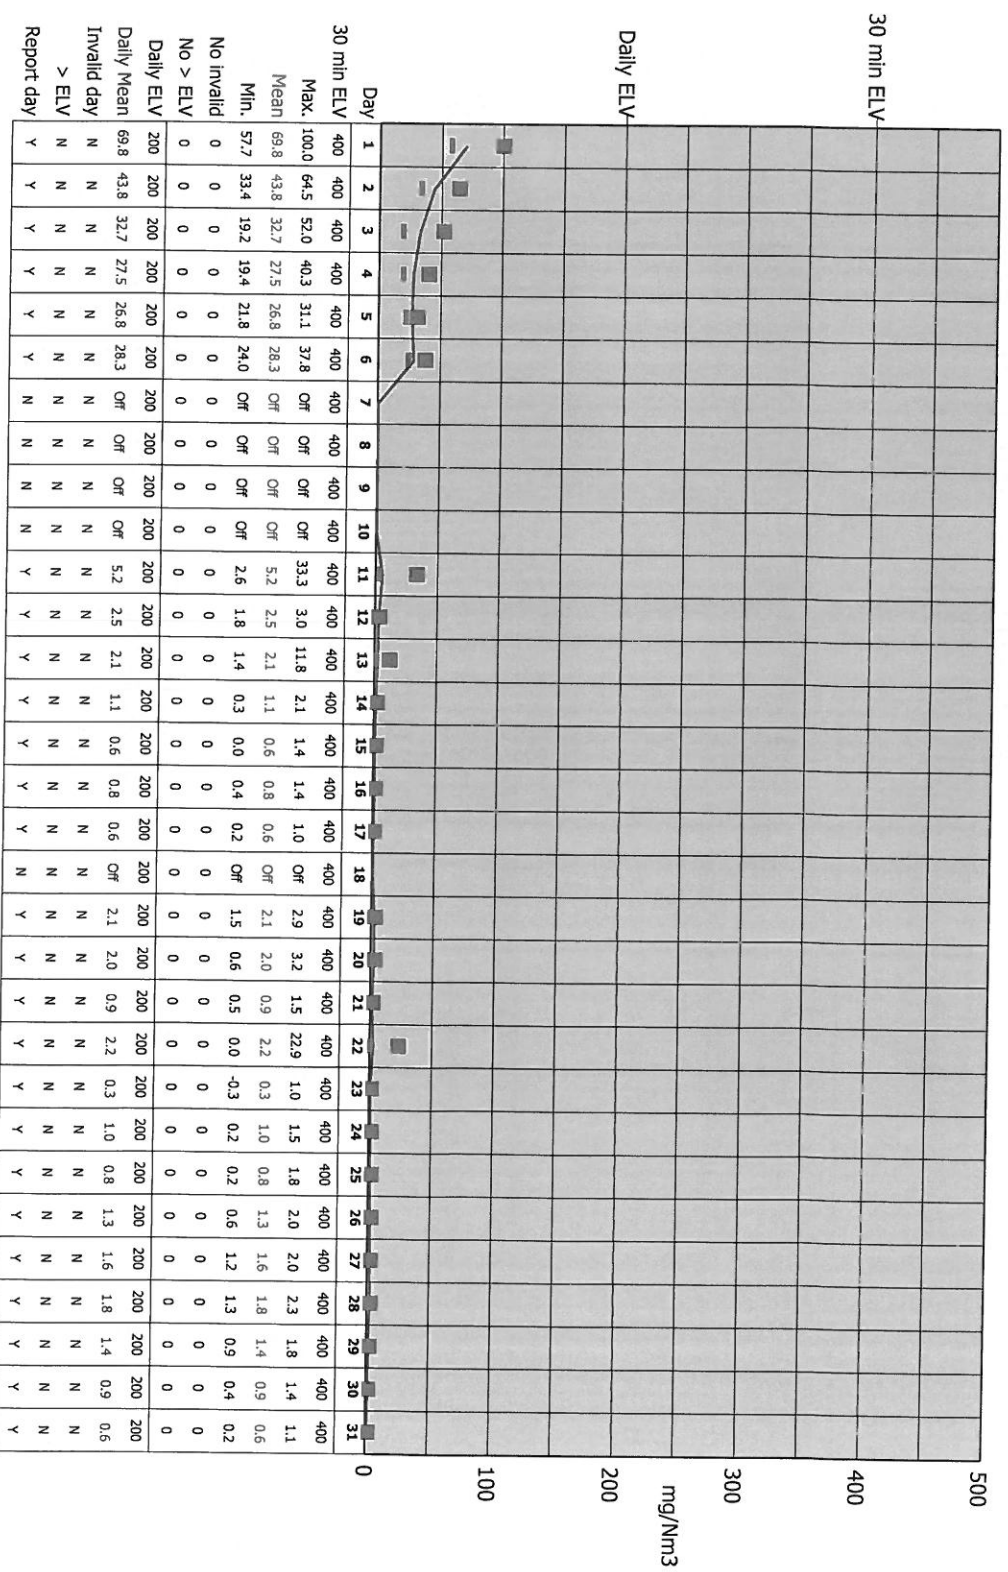 500
400
300
200
100
0
mg/Nm3
30 min ELV
Daily ELV
Day 1 2 3 4 5 6 7 8 9 10 11 12 13 14 15 16 17 18 19 20 21 22 23 24 25 26 27 28 29 30 31
30 min ELV 400 400 400 400 400 400 400 400 400 400 400 400 400 400 400 400 400 400 400 400 400 400 400 400 400 400 400 400 400 400 400
Max. 100.0 64.5 52.0 40.3 31.1 37.8 Off Off Off Off 33.3 3.0 11.8 2.1 1.4 1.4 1.0 Off 2.9 3.2 1.5 22.9 1.0 1.5 1.8 2.0 2.0 2.3 1.8 1.4 1.1
Mean 69.8 43.8 32.7 27.5 26.8 28.3 Off Off Off Off 5.2 2.5 2.1 1.1 0.6 0.8 0.6 Off 2.1 2.0 0.9 2.2 0.3 1.0 0.8 1.3 1.6 1.8 1.4 0.9 0.6
Min. 57.7 33.4 19.2 19.4 21.8 24.0 Off Off Off Off 2.6 1.8 1.4 0.3 0.0 0.4 0.2 Off 1.5 0.6 0.5 0.0 -0.3 0.2 0.2 0.6 1.2 1.3 0.9 0.4 0.2
No invalid 0 0 0 0 0 0 0 0 0 0 0 0 0 0 0 0 0 0 0 0 0 0 0 0 0 0 0 0 0 0 0
No > ELV 0 0 0 0 0 0 0 0 0 0 0 0 0 0 0 0 0 0 0 0 0 0 0 0 0 0 0 0 0 0 0
Daily ELV 200 200 200 200 200 200 200 200 200 200 200 200 200 200 200 200 200 200 200 200 200 200 200 200 200 200 200 200 200 200 200
Daily Mean 69.8 43.8 32.7 27.5 26.8 28.3 Off Off Off Off 5.2 2.5 2.1 1.1 0.6 0.8 0.6 Off 2.1 2.0 0.9 2.2 0.3 1.0 0.8 1.3 1.6 1.8 1.4 0.9 0.6
Invalid day N N N N N N N N N N N N N N N N N N N N N N N N N N N N N N N
> ELV N N N N N N N N N N N N N N N N N N N N N N N N N N N N N N N
Report day Y Y Y Y Y Y N N N N Y Y Y Y Y Y Y N Y Y Y Y Y Y Y Y Y Y Y Y Y